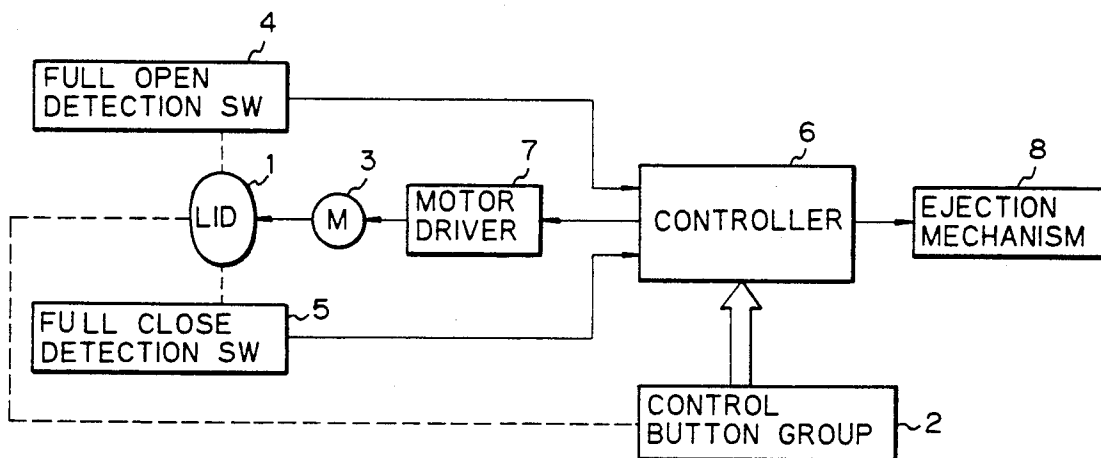 4
FULL OPEN
DETECTION SW
1
LID
3
M
7
MOTOR
DRIVER
6
CONTROLLER
8
EJECTION
MECHANISM
5
FULL CLOSE
DETECTION SW
CONTROL
BUTTON GROUP
2